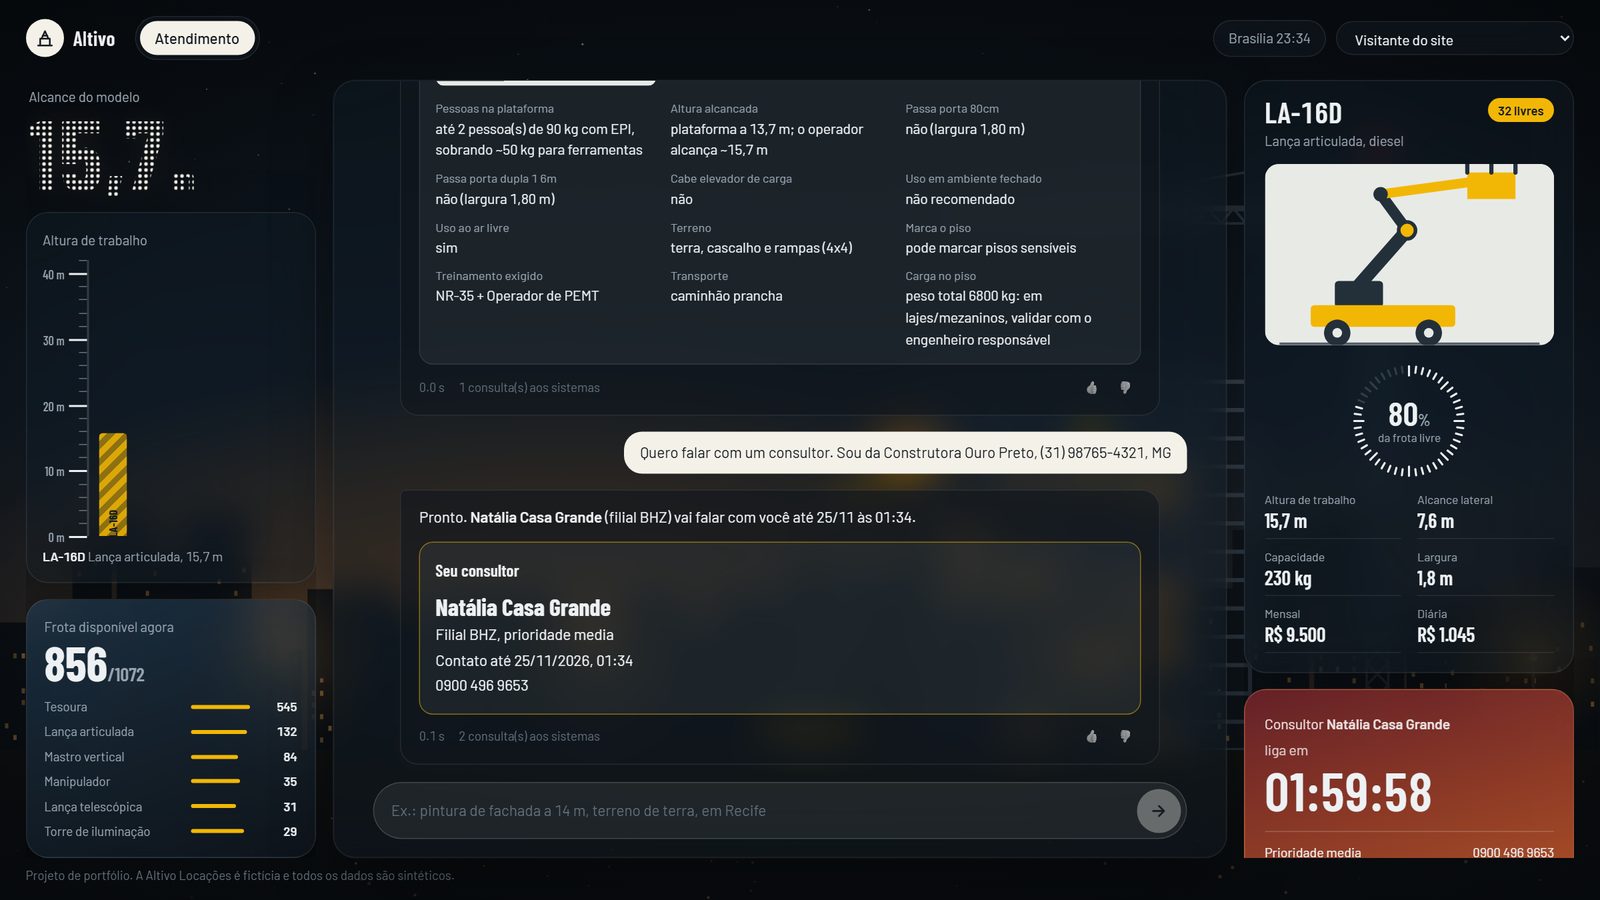 Altivo
Atendimento
Brasília 23:34
Visitante do site
Alcance do modelo
15,7
Altura de trabalho
40 m
30 m
20 m
10 m
0 m
LA-16D
LA-16D Lança articulada, 15,7 m
Frota disponível agora
856/1072
Tesoura 545
Lança articulada 132
Mastro vertical 84
Manipulador 35
Lança telescópica 31
Torre de iluminação 29
Pessoas na plataforma
até 2 pessoa(s) de 90 kg com EPI,
sobrando ~50 kg para ferramentas
Altura alcancada
plataforma a 13,7 m; o operador
alcança ~15,7 m
Passa porta 80cm
não (largura 1,80 m)
Passa porta dupla 1 6m
não (largura 1,80 m)
Cabe elevador de carga
não
Uso em ambiente fechado
não recomendado
Uso ao ar livre
sim
Terreno
terra, cascalho e rampas (4x4)
Marca o piso
pode marcar pisos sensíveis
Treinamento exigido
NR-35 + Operador de PEMT
Transporte
caminhão prancha
Carga no piso
peso total 6800 kg: em
lajes/mezaninos, validar com o
engenheiro responsável
0.0 s 1 consulta(s) aos sistemas
Quero falar com um consultor. Sou da Construtora Ouro Preto, (31) 98765-4321, MG
Pronto. Natália Casa Grande (filial BHZ) vai falar com você até 25/11 às 01:34.
Seu consultor
Natália Casa Grande
Filial BHZ, prioridade media
Contato até 25/11/2026, 01:34
0900 496 9653
0.1 s 2 consulta(s) aos sistemas
Ex.: pintura de fachada a 14 m, terreno de terra, em Recife
LA-16D
32 livres
Lança articulada, diesel
80%
da frota livre
Altura de trabalho
15,7 m
Alcance lateral
7,6 m
Capacidade
230 kg
Largura
1,8 m
Mensal
R$ 9.500
Diária
R$ 1.045
Consultor Natália Casa Grande
liga em
01:59:58
Prioridade media 0900 496 9653
Projeto de portfólio. A Altivo Locações é fictícia e todos os dados são sintéticos.